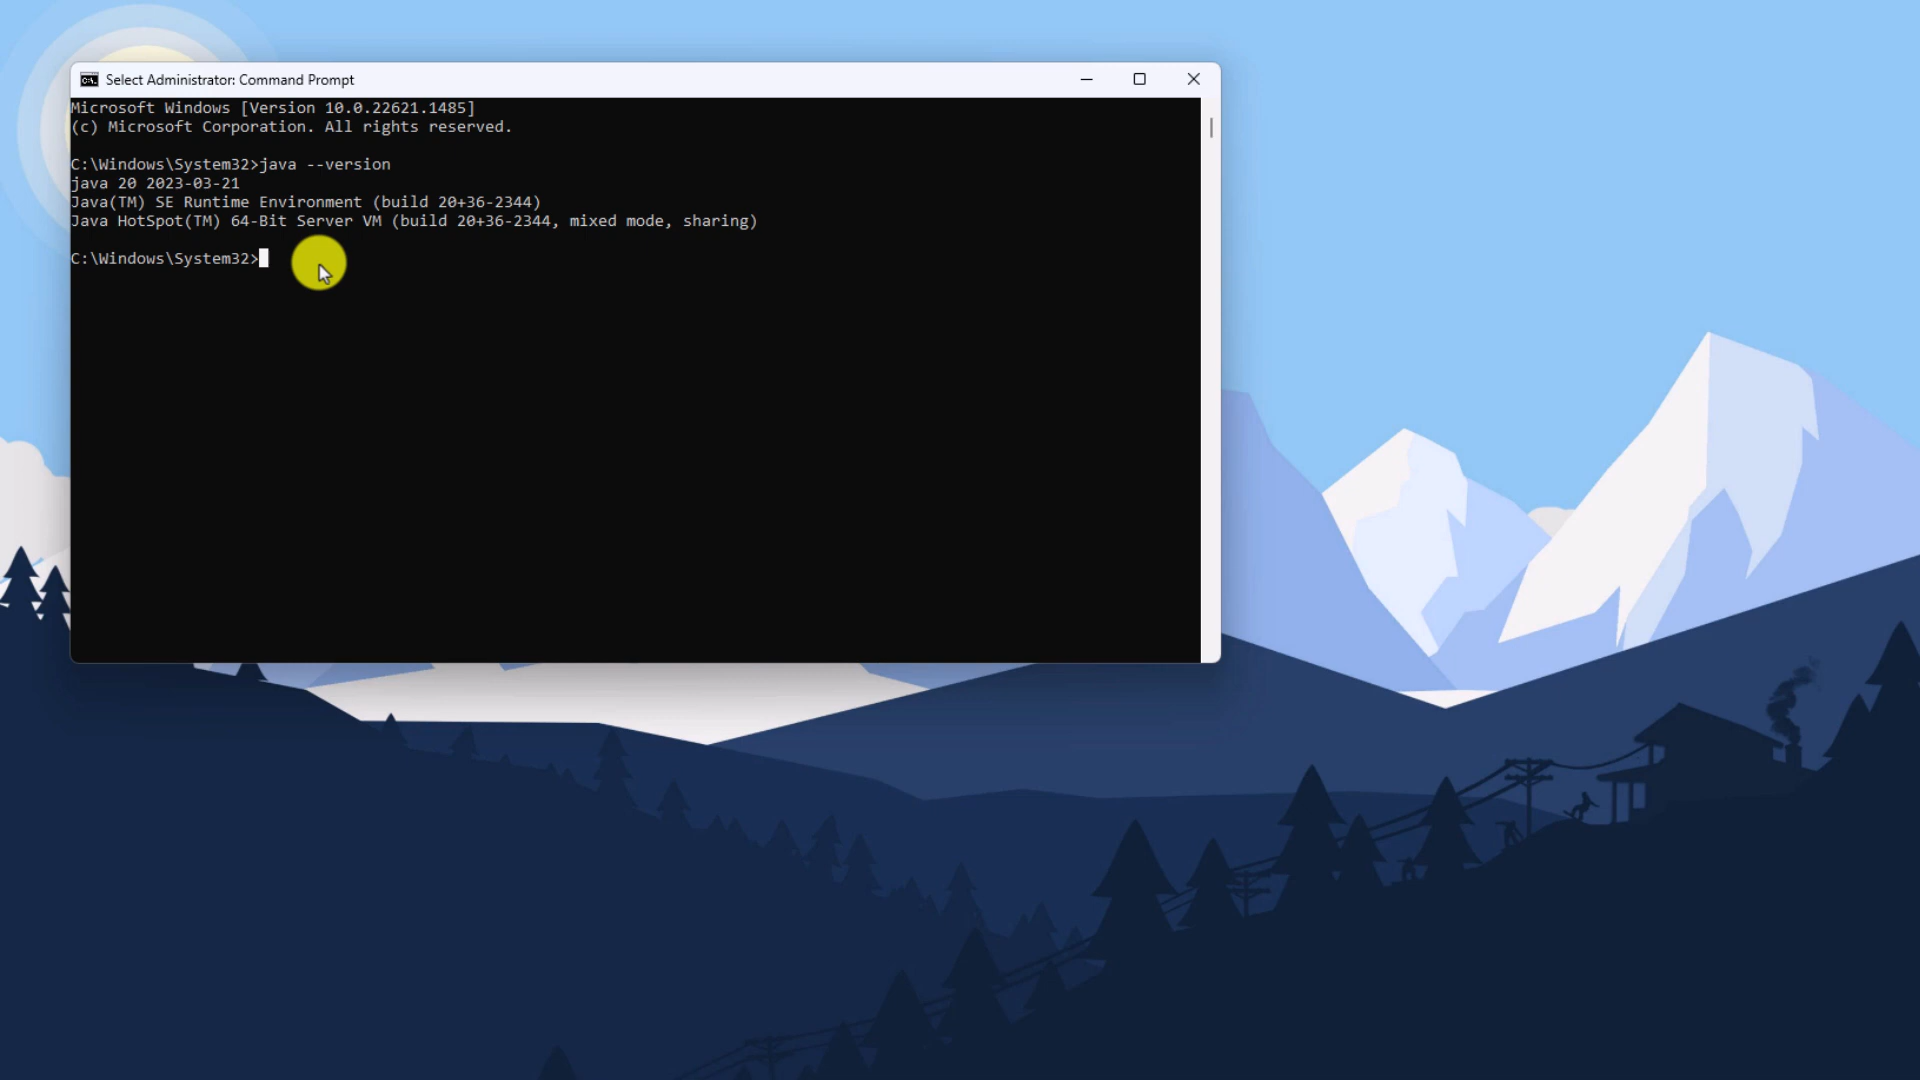 Select Administrator: Command Prompt
Microsoft Windows [Version 10.0.22621.1485]
(c) Microsoft Corporation. All rights reserved.
C:\Windows\System32>java --version
java 20 2023-03-21
Java(TM) SE Runtime Environment (build 20+36-2344)
Java HotSpot(TM) 64-Bit Server VM (build 20+36-2344, mixed mode, sharing)
C:\Windows\System32>